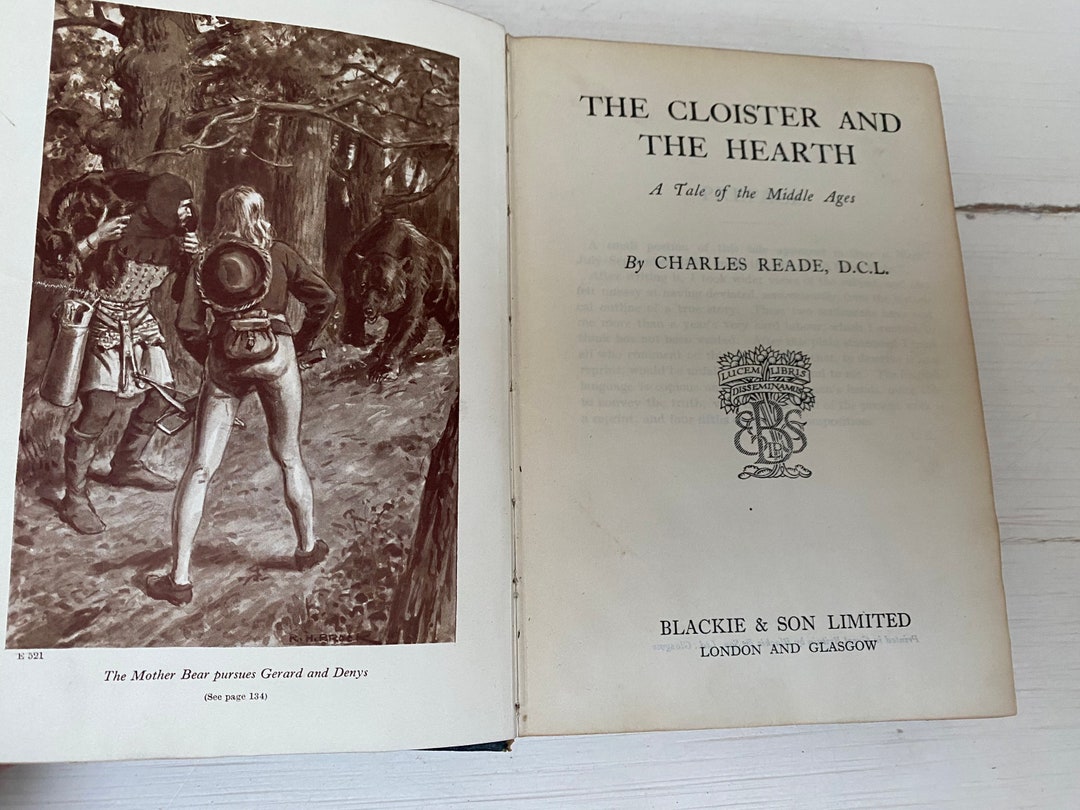 R.H.BROCK
E 521
The Mother Bear pursues Gerard and Denys
(See page 134)
THE CLOISTER AND
THE HEARTH
A Tale of the Middle Ages
By CHARLES READE, D.C.L.
LUCEM LIBRIS
DISSEMINAMUS
BLACKIE & SON LIMITED
LONDON AND GLASGOW